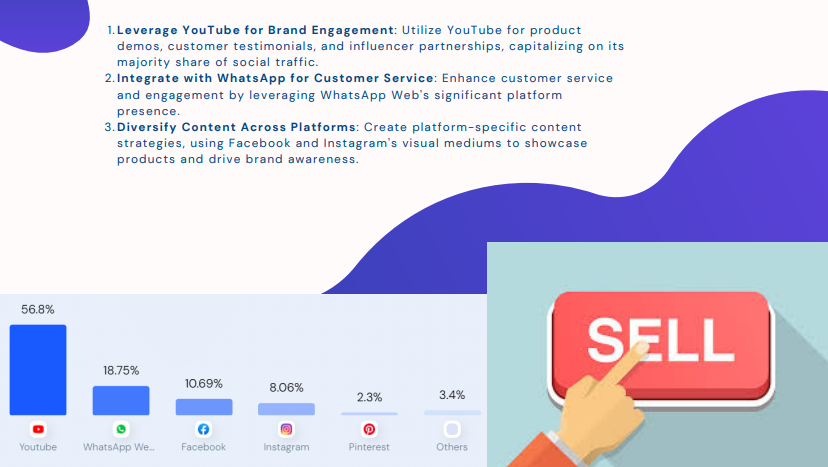 1. Leverage YouTube for Brand Engagement: Utilize YouTube for product
demos, customer testimonials, and influencer partnerships, capitalizing on its
majority share of social traffic.
2. Integrate with WhatsApp for Customer Service: Enhance customer service
and engagement by leveraging WhatsApp Web's significant platform
presence.
3. Diversify Content Across Platforms: Create platform-specific content
strategies, using Facebook and Instagram's visual mediums to showcase
products and drive brand awareness.
56.8%
18.75%
10.69%
8.06%
2.3%
3.4%
Youtube
WhatsApp We...
Facebook
Instagram
Pinterest
Others
SELL